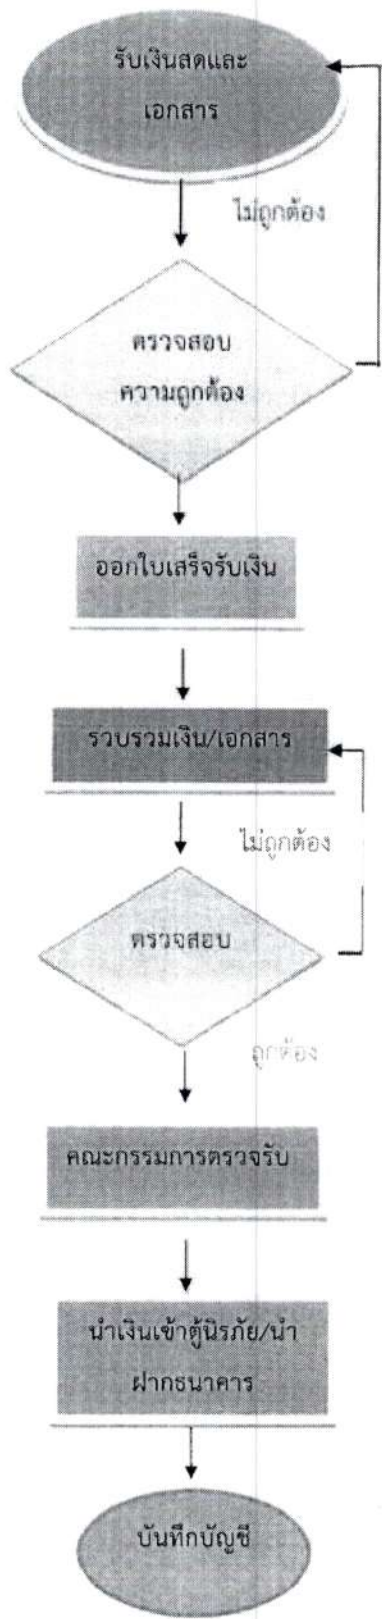 รับเงินสดและ
เอกสาร
ไม่ถูกต้อง
ตรวจสอบ
ความถูกต้อง
ออกใบเสร็จรับเงิน
รวบรวมเงิน/เอกสาร
ไม่ถูกต้อง
ตรวจสอบ
ถูกต้อง
คณะกรรมการตรวจรับ
นำเงินเข้าตู้นิรภัย/นำ
ฝากธนาคาร
บันทึกบัญชี